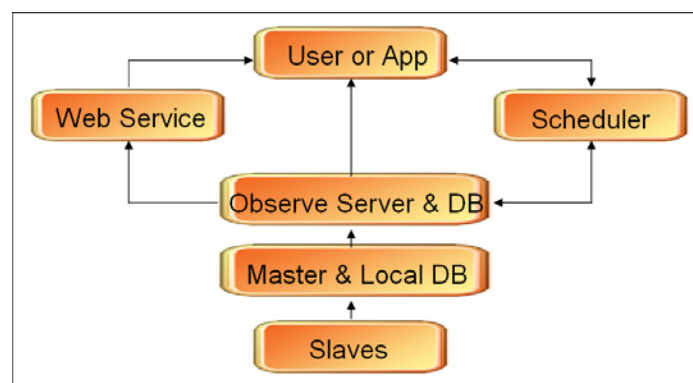 User or App
Web Service
Scheduler
Observe Server & DB
Master & Local DB
Slaves